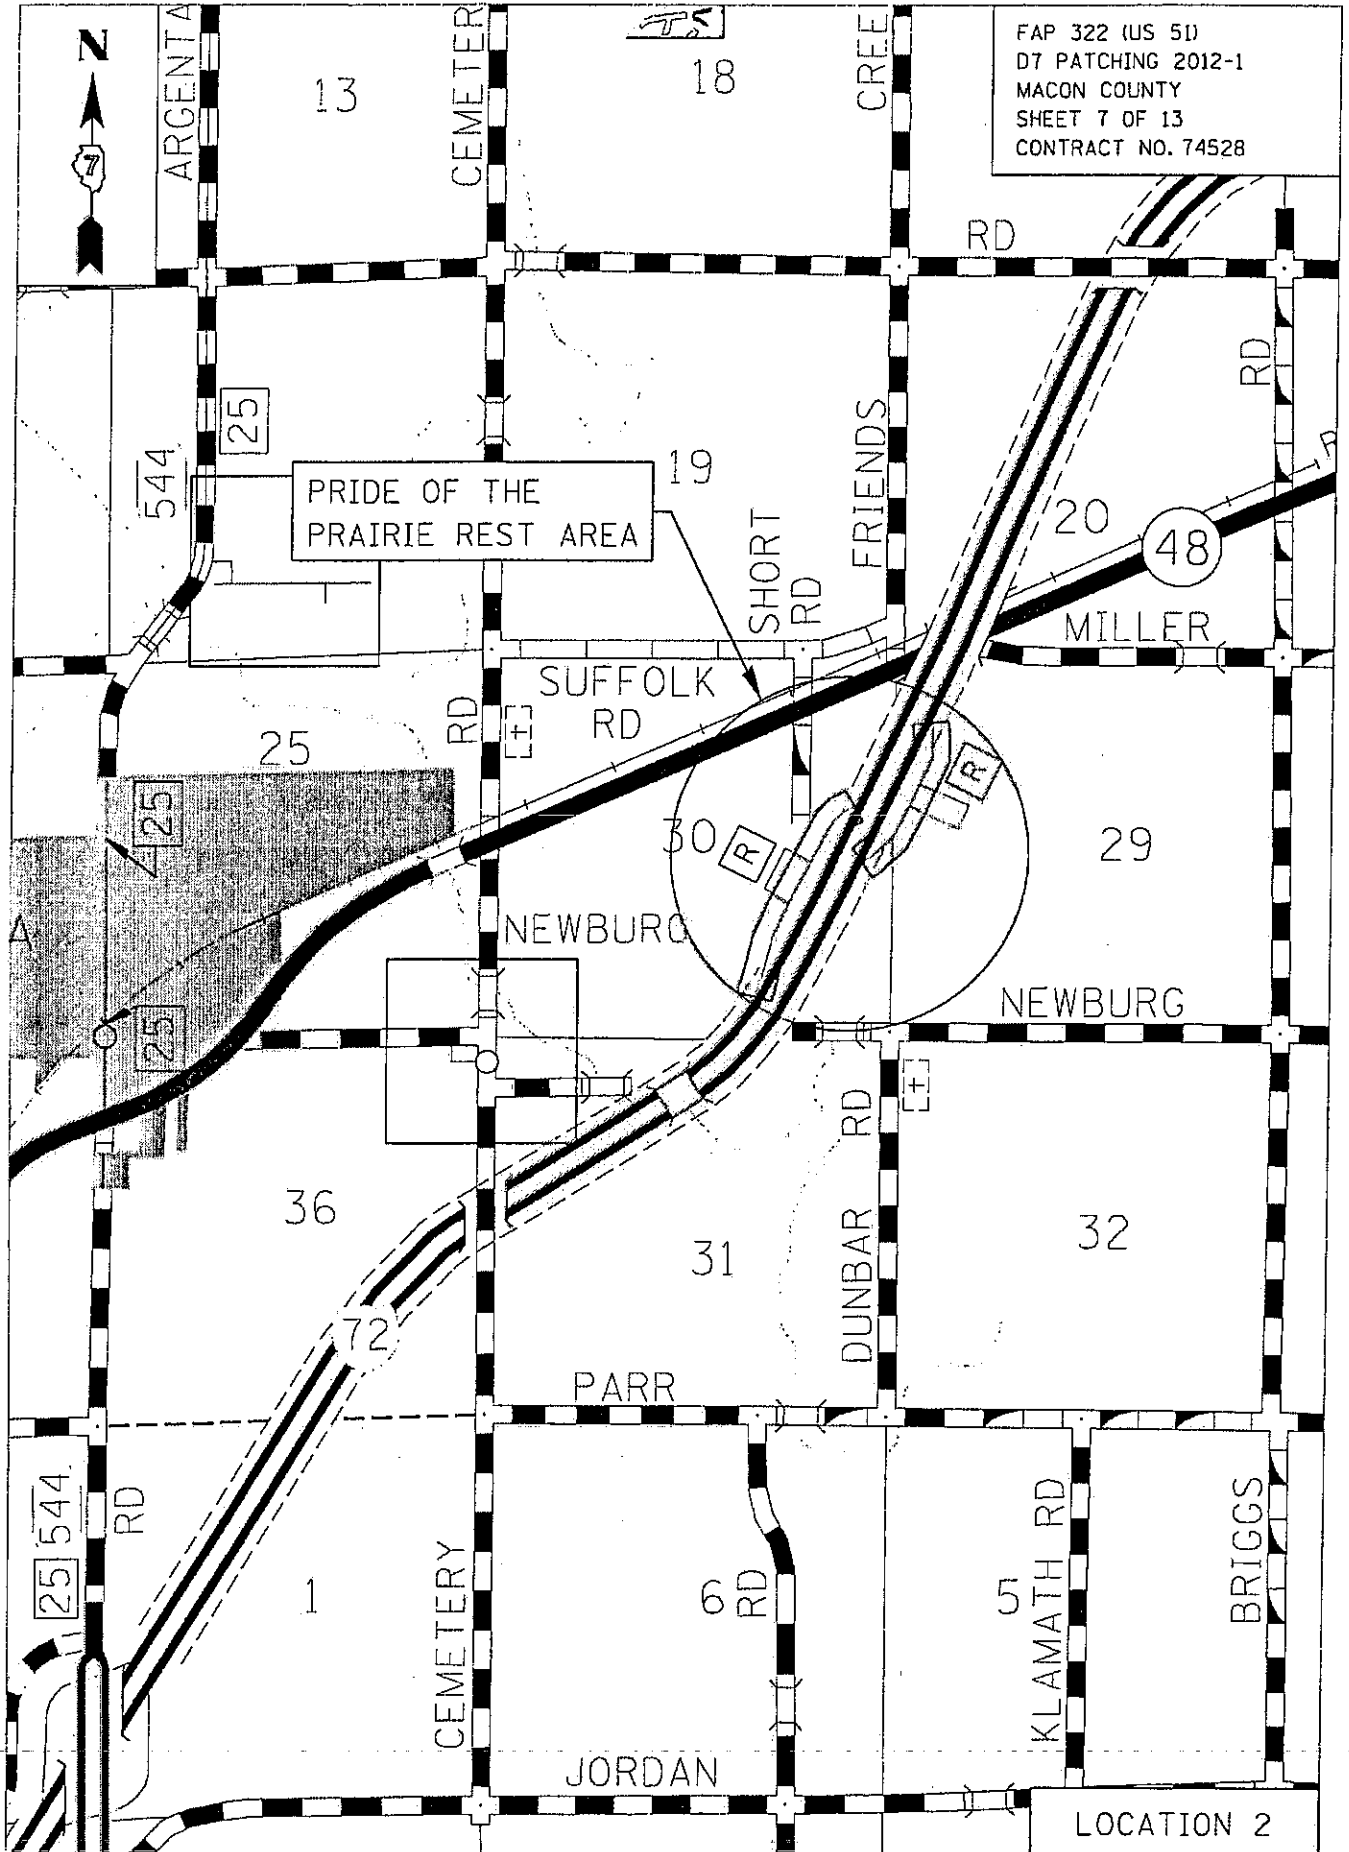 FAP 322 (US 51)
D7 PATCHING 2012-1
MACON COUNTY
SHEET 7 OF 13
CONTRACT NO. 74528
N
7
ARGENTA
13
CEMETER
18
CREE
RD
25
544
PRIDE OF THE
PRAIRIE REST AREA
19
SHORT
RD
FRIENDS
20
48
RD
R
MILLER
SUFFOLK
RD
RD
25
25
30
R
R
29
A
NEWBURG
25
NEWBURG
36
31
DUNBAR RD
32
72
PARR
25
544
RD
1
CEMETERY
6
RD
5
KLAMATH RD
BRIGGS
JORDAN
LOCATION 2